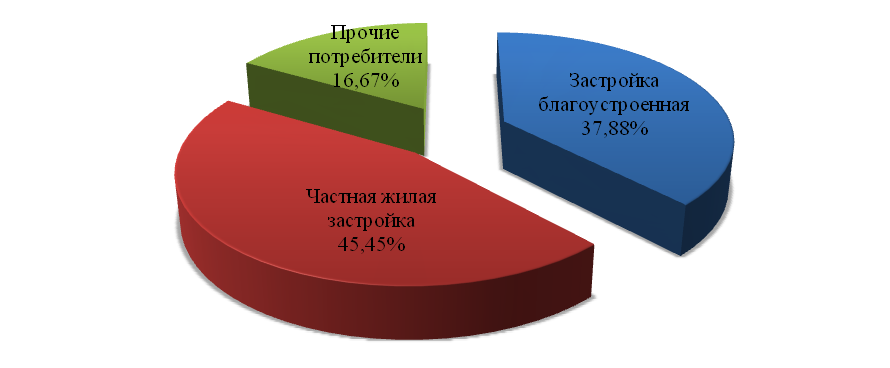 Прочие
потребители
16,67%
Застройка
благоустроенная
37,88%
Частная жилая
застройка
45,45%